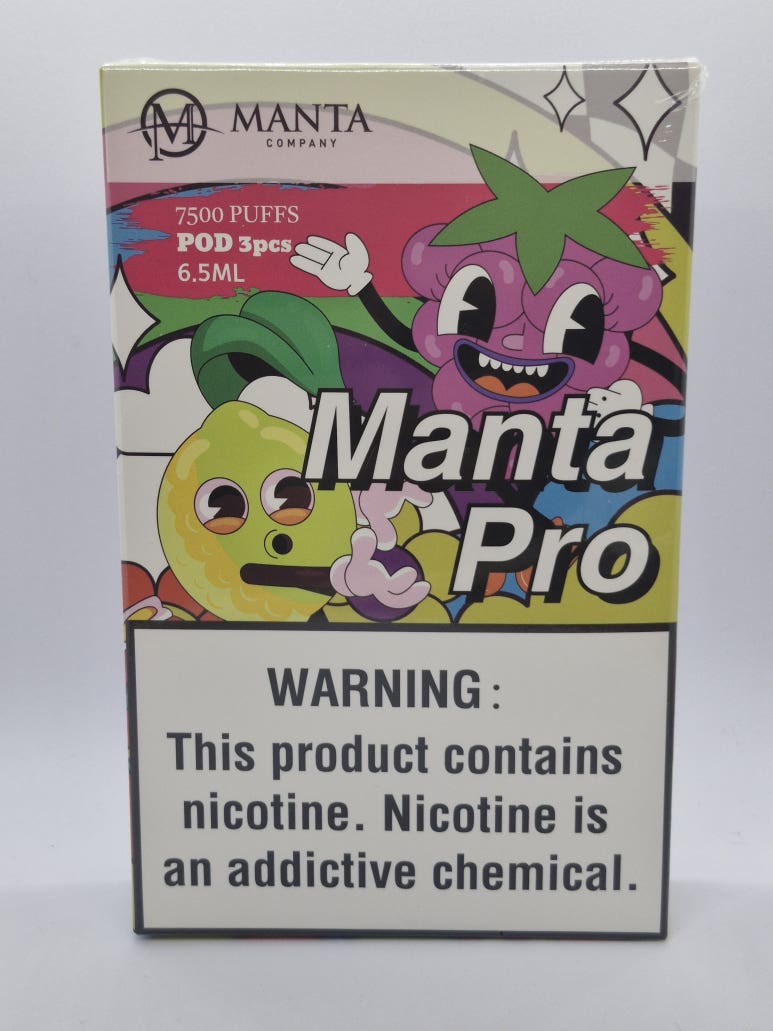 M
MANTA
COMPANY
7500 PUFFS
POD 3pcs
6.5ML
Manta
Pro
WARNING:
This product contains
nicotine. Nicotine is
an addictive chemical.